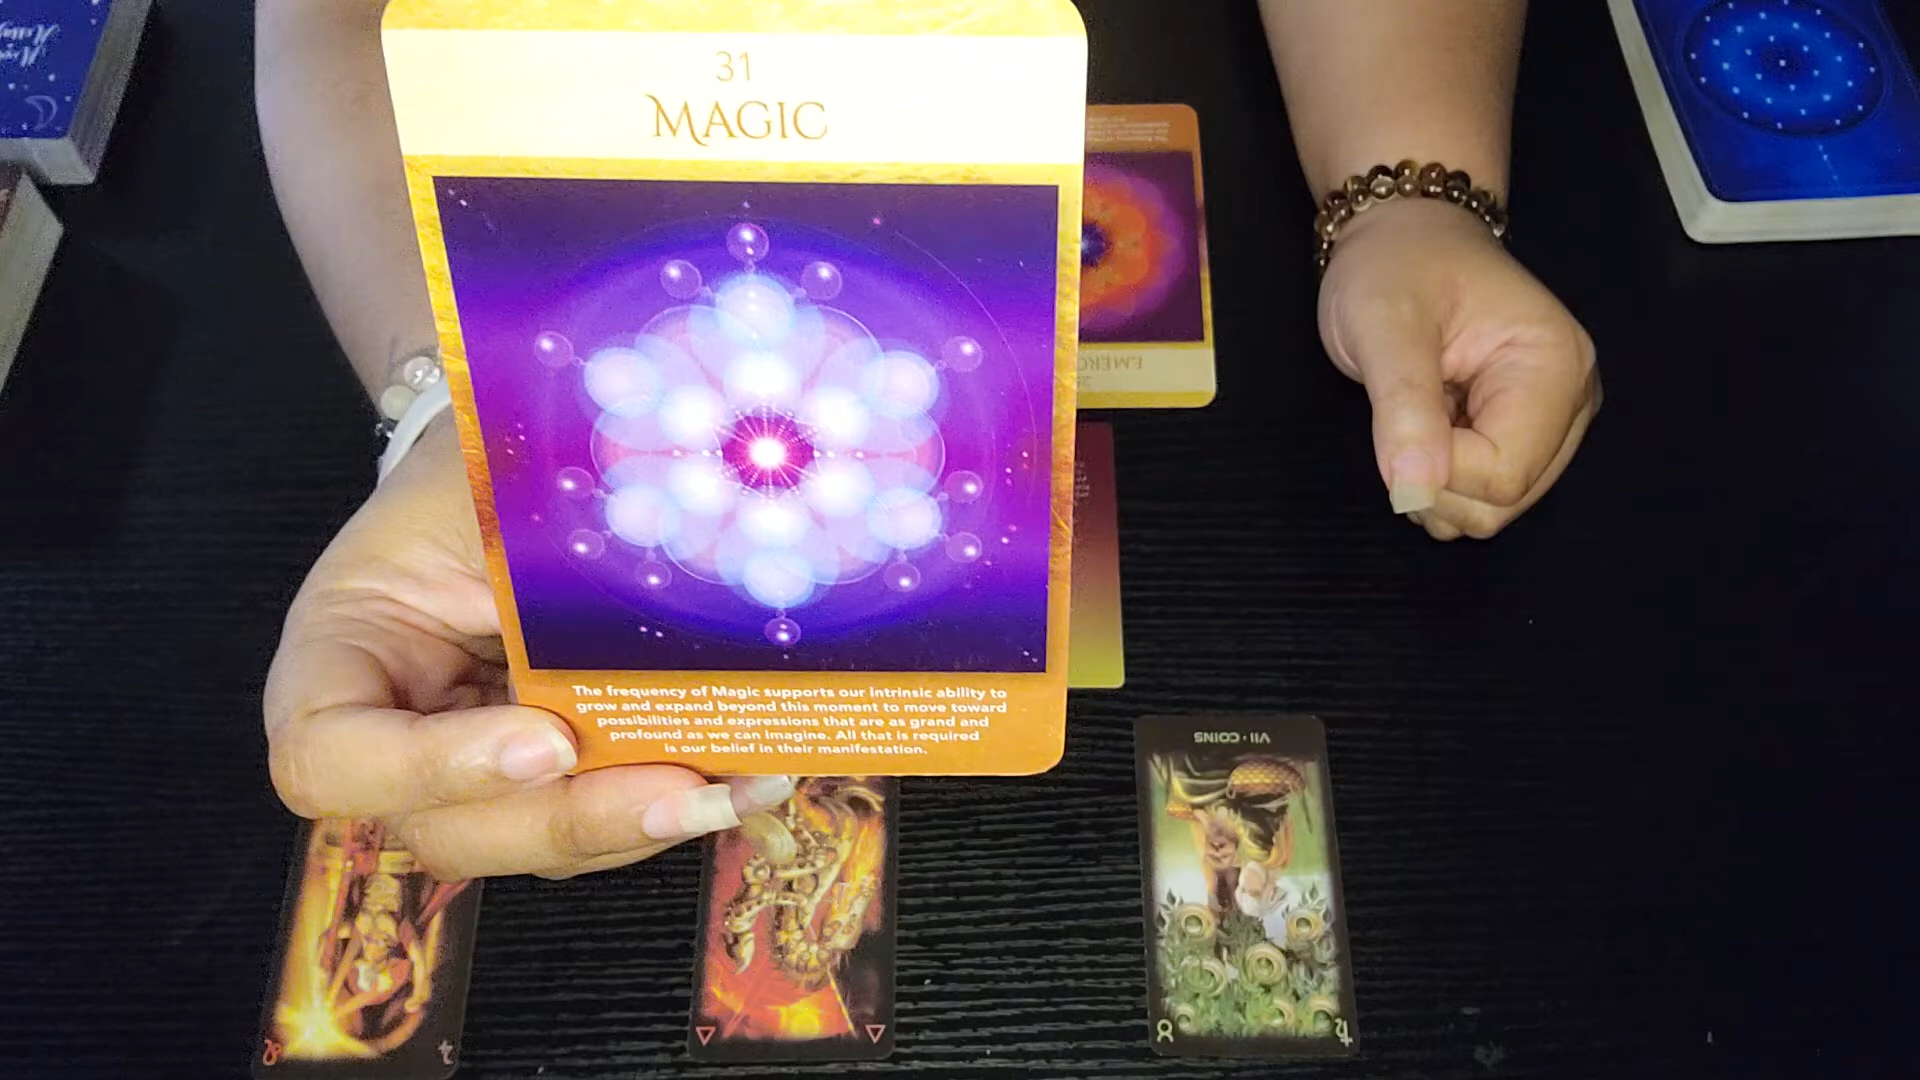 31
MAGIC
The frequency of Magic supports our intrinsic ability to
grow and expand beyond this moment to move toward
possibilities and expressions that are as grand and
profound as we can imagine. All that is required
is our belief in their manifestation.
EMERG
VII · COINS